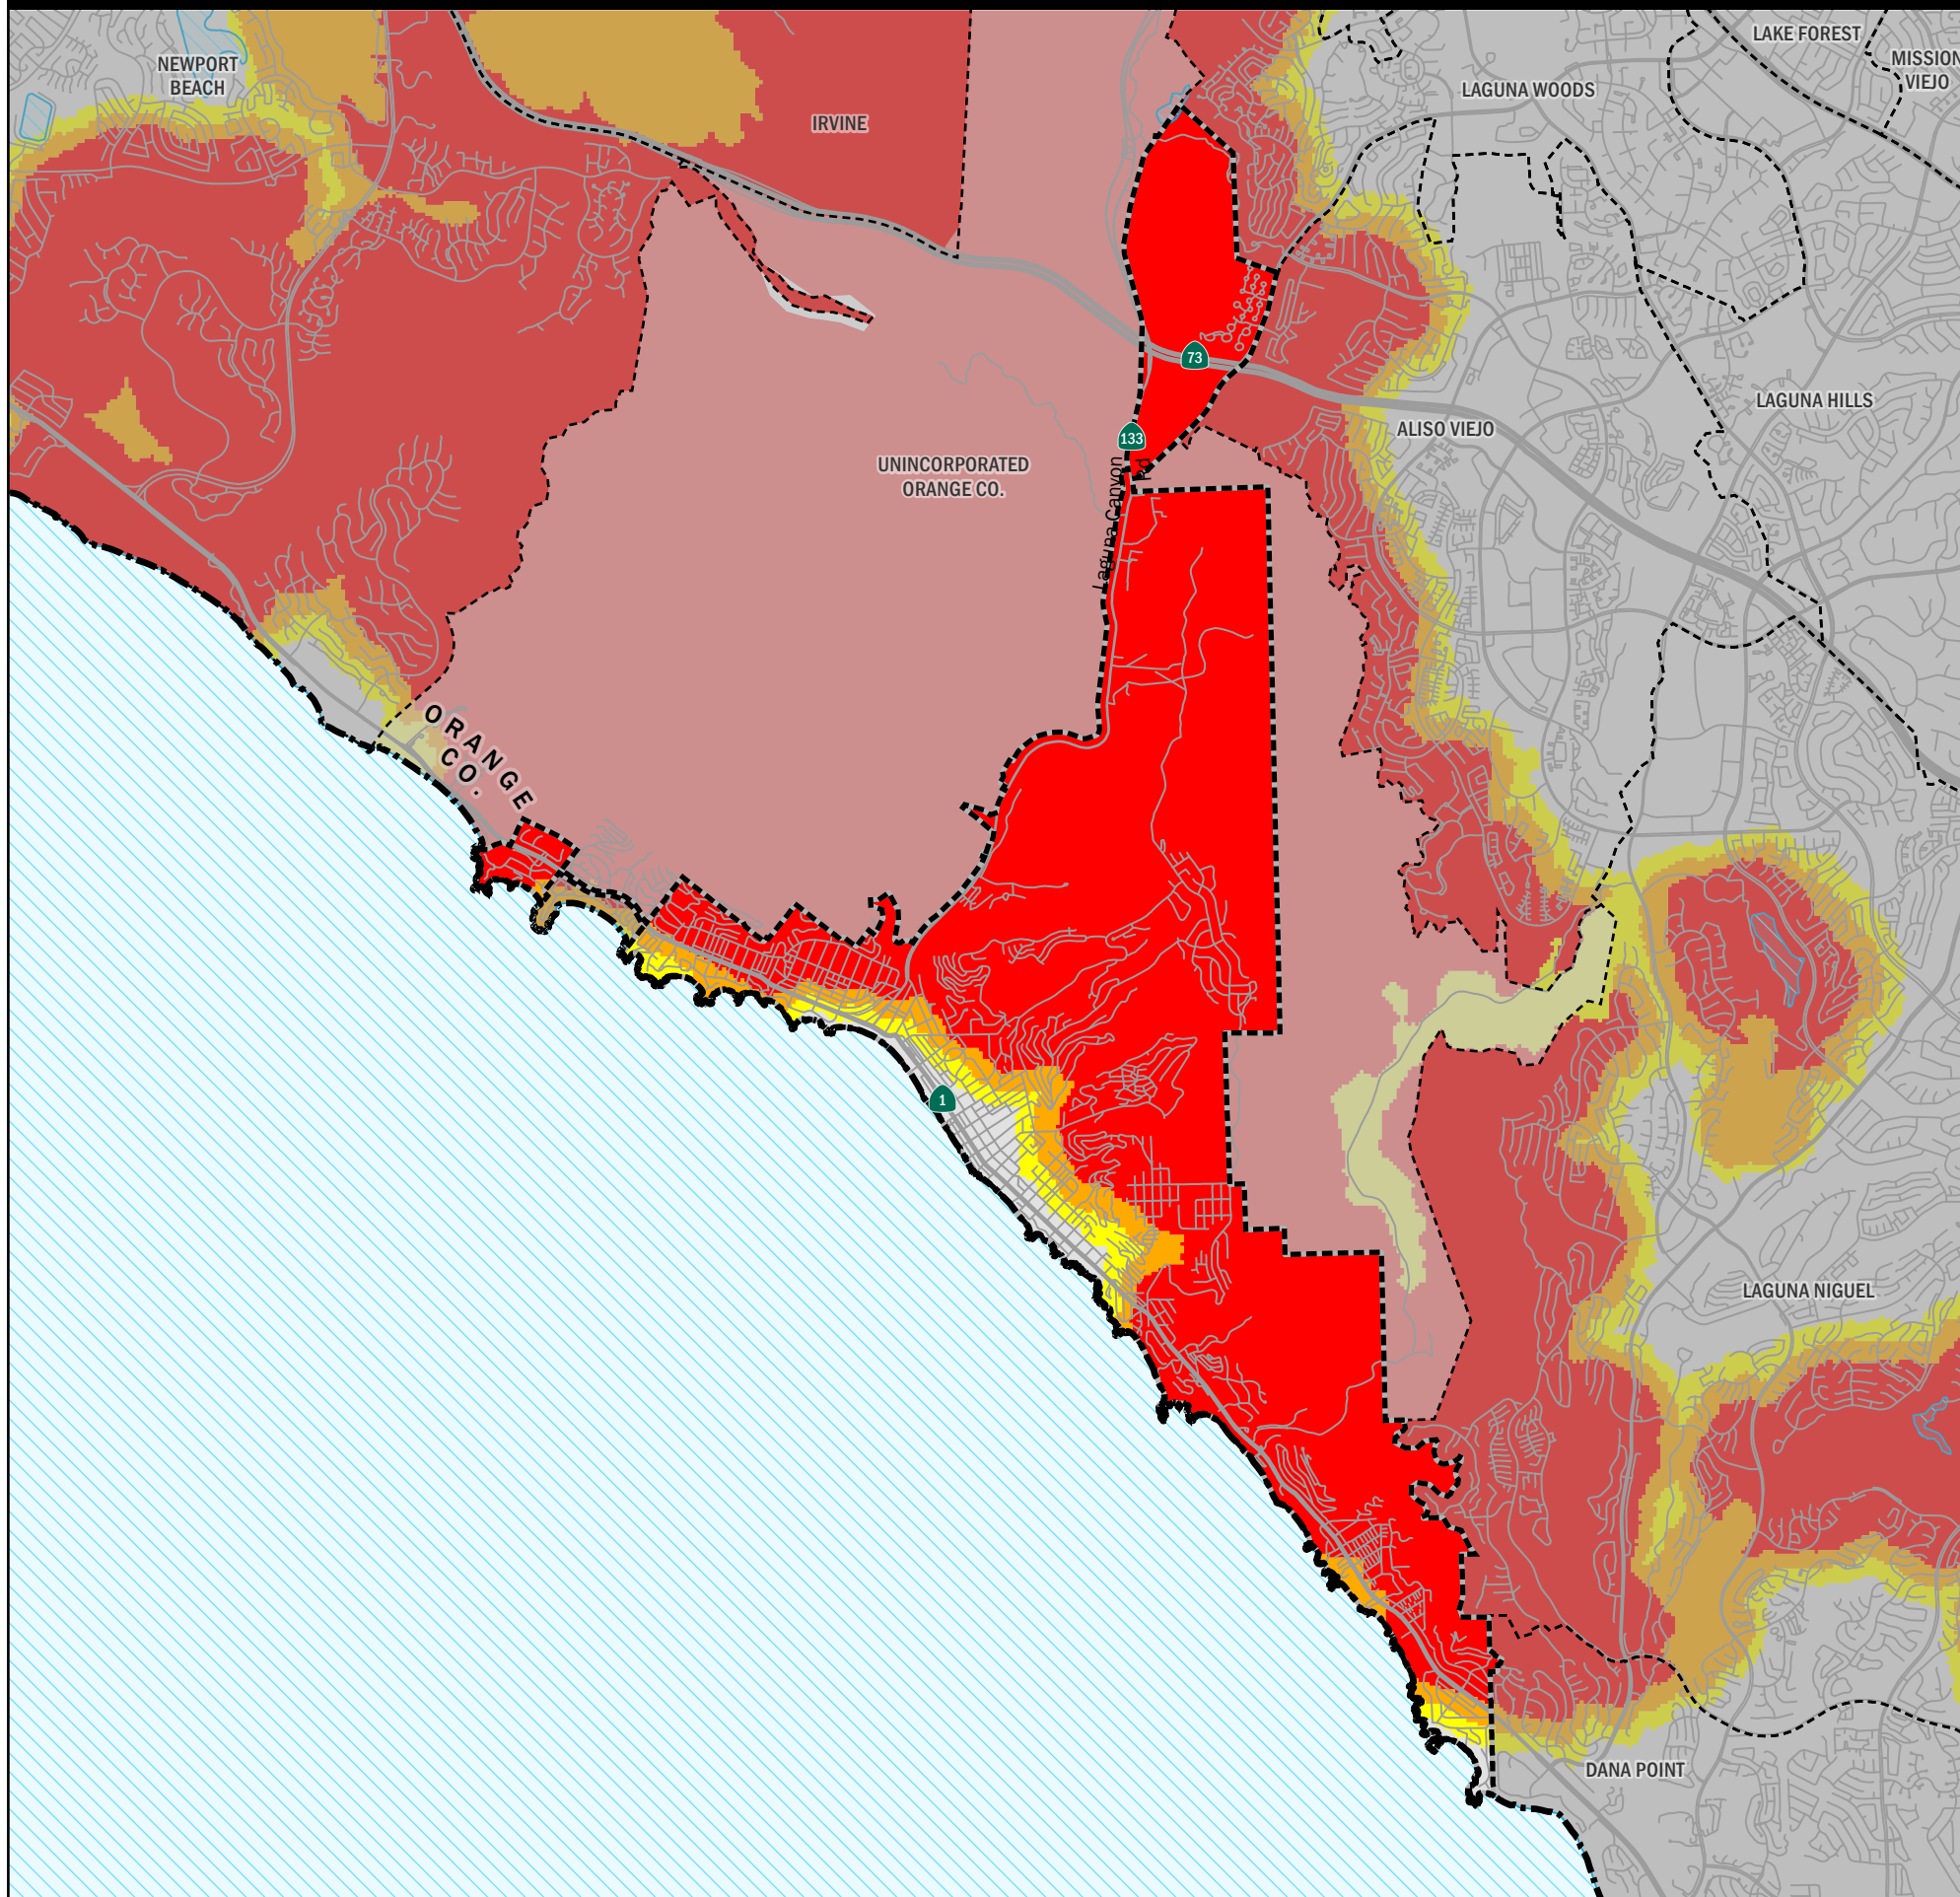 LAKE FOREST
NEWPORT
BEACH
MISSION
VIEJO
LAGUNA WOODS
IRVINE
73
LAGUNA HILLS
ALISO VIEJO
133
UNINCORPORATED
ORANGE CO.
Laguna Canyon
Rd
ORANGE
CO.
1
LAGUNA NIGUEL
DANA POINT